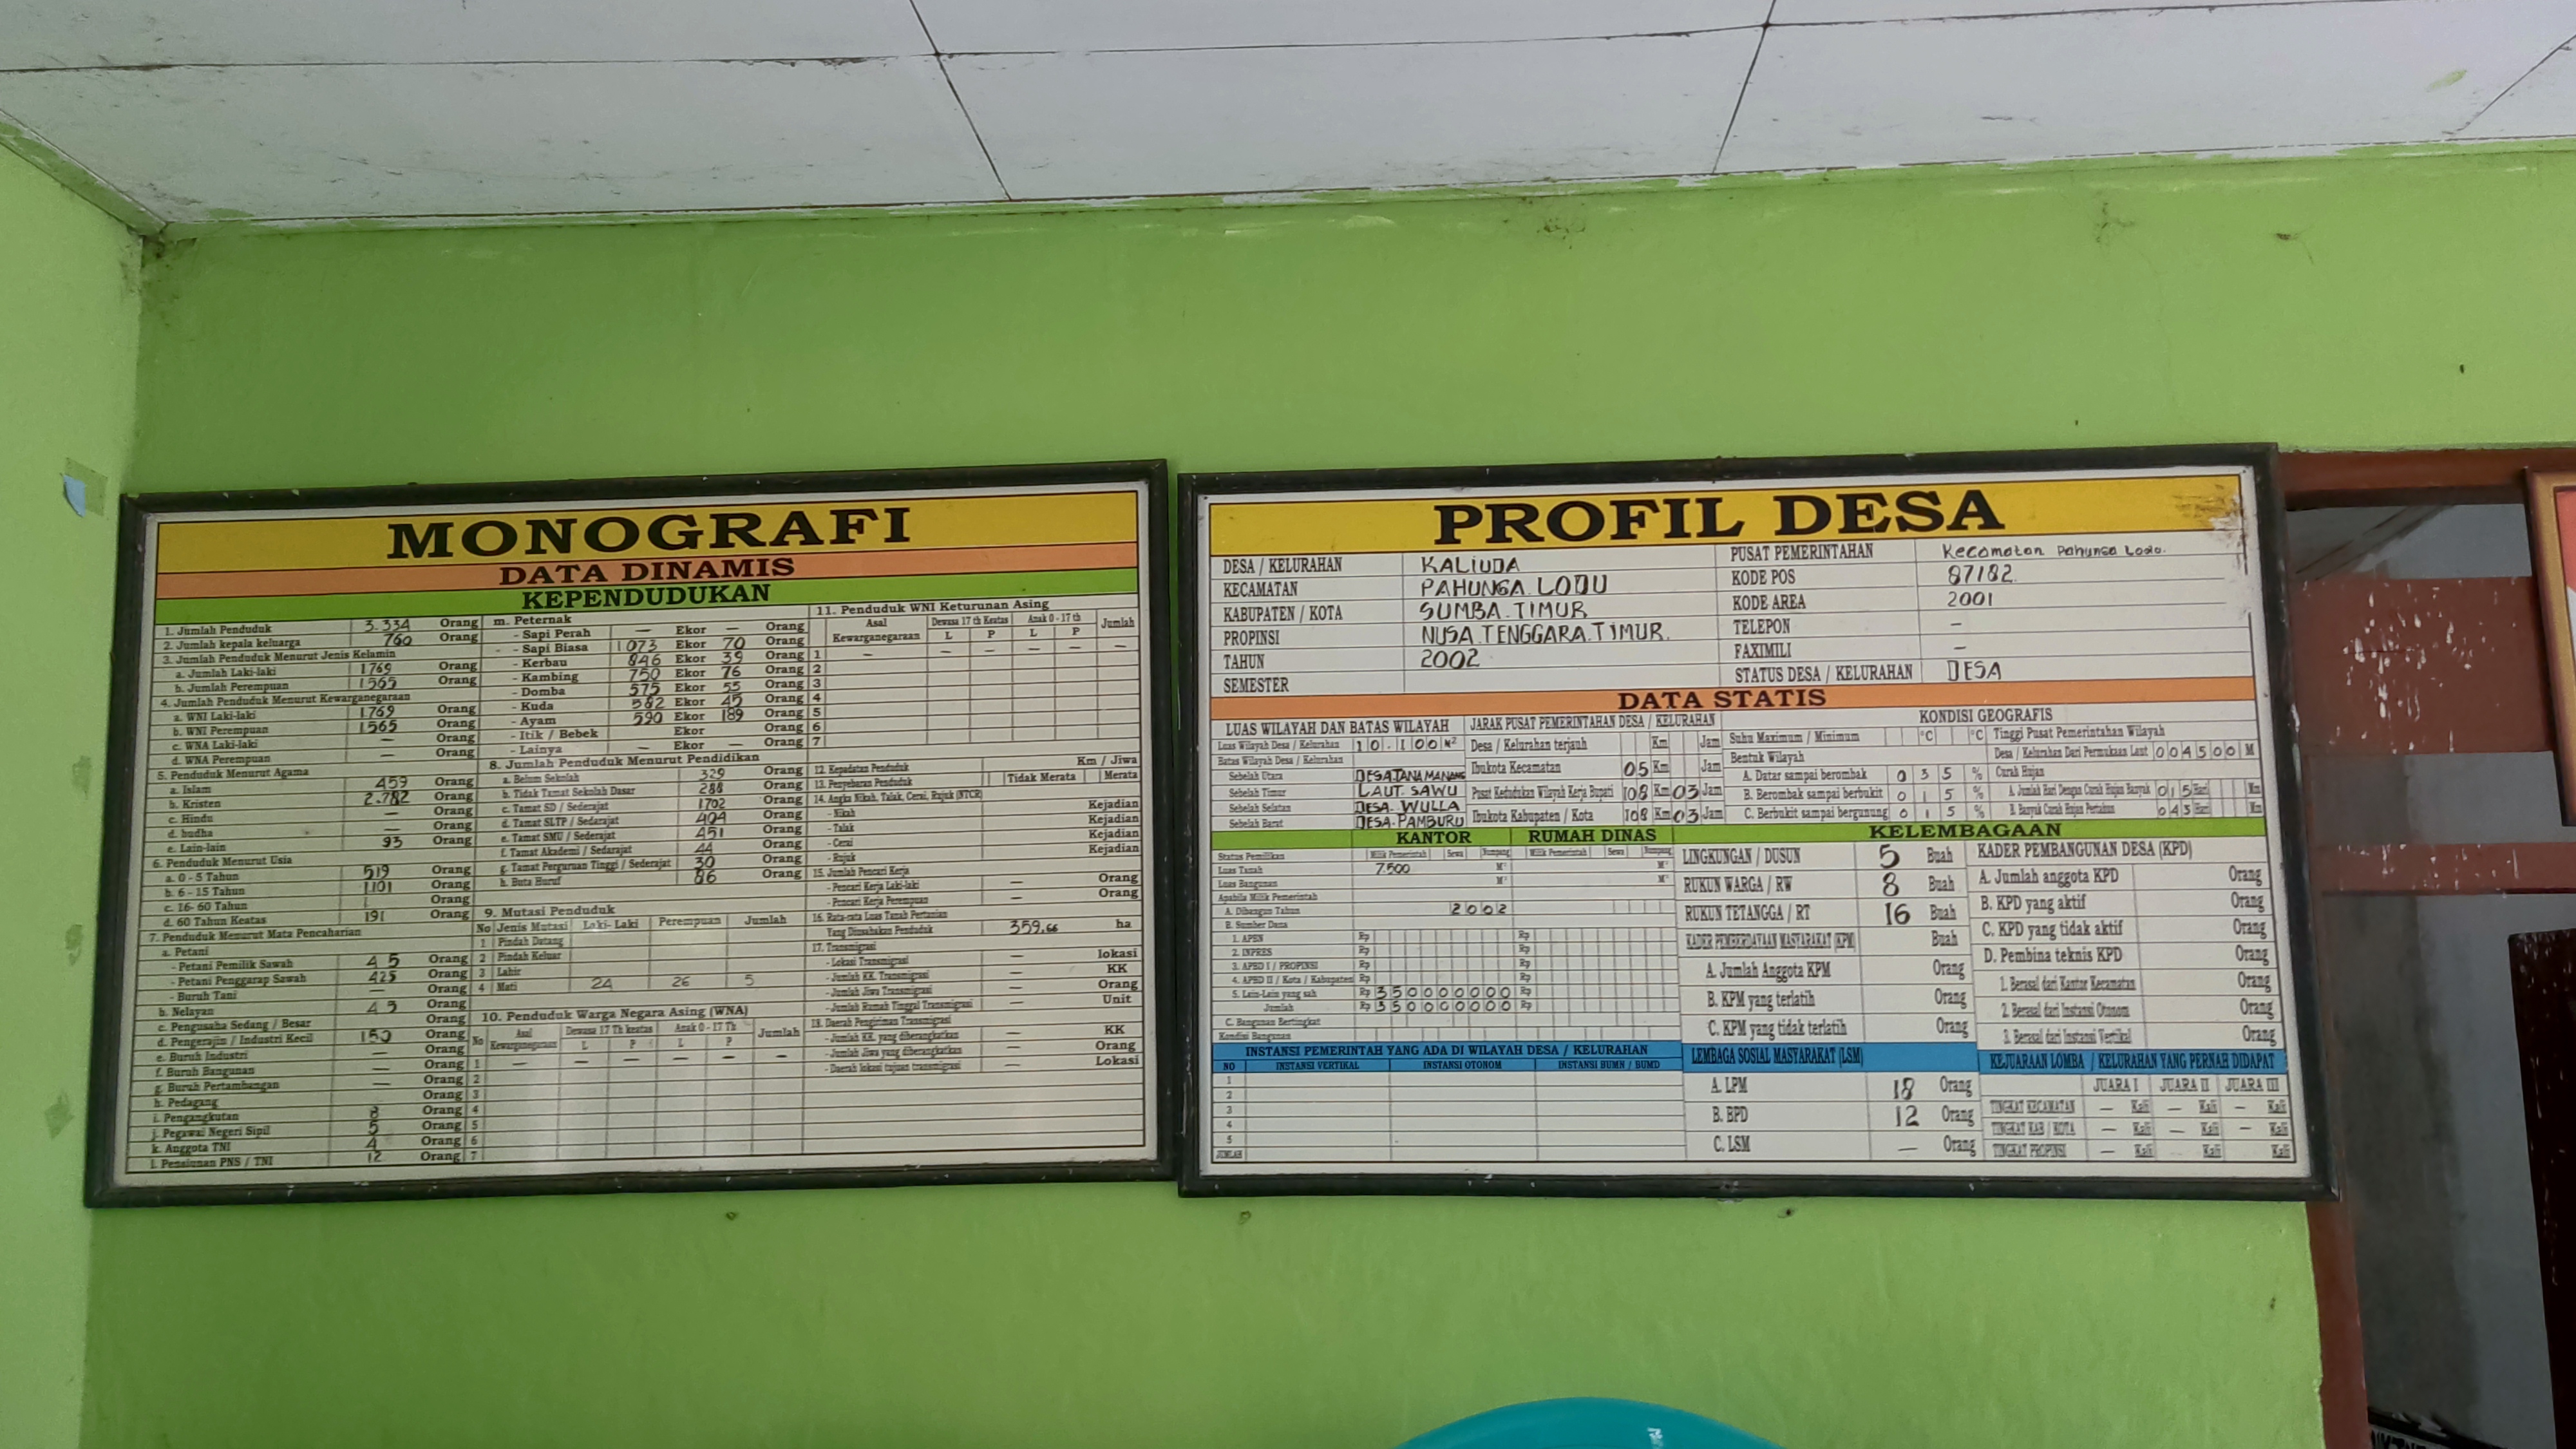 MONOGRAFI
DATA DINAMIS
KEPENDUDUKAN
1. Jumlah Penduduk 3.334 Orang
2. Jumlah kepala keluarga 760 Orang
3. Jumlah Penduduk Menurut Jenis Kelamin
a. Jumlah Laki-laki 1769 Orang
b. Jumlah Perempuan 1565 Orang
4. Jumlah Penduduk Menurut Kewarganegaraan
a. WNI Laki-laki 1769 Orang
b. WNI Perempuan 1565 Orang
c. WNA Laki-laki — Orang
d. WNA Perempuan — Orang
5. Penduduk Menurut Agama
a. Islam 459 Orang
b. Kristen 2.782 Orang
c. Hindu — Orang
d. budha — Orang
e. Lain-lain 93 Orang
6. Penduduk Menurut Usia
a. 0 - 5 Tahun 519 Orang
b. 6 - 15 Tahun 1101 Orang
c. 16- 60 Tahun Orang
d. 60 Tahun Keatas 191 Orang
7. Penduduk Menurut Mata Pencaharian
a. Petani
- Petani Pemilik Sawah 45 Orang
- Petani Penggarap Sawah 425 Orang
- Buruh Tani — Orang
b. Nelayan 45 Orang
c. Pengusaha Sedang / Besar Orang
d. Pengerajin / Industri Kecil 150 Orang
e. Buruh Industri — Orang
f. Buruh Bangunan — Orang
g. Buruh Pertambangan — Orang
h. Pedagang Orang
i. Pengangkutan 8 Orang
j. Pegawai Negeri Sipil 5 Orang
k. Anggota TNI 4 Orang
l. Pensiunan PNS / TNI 12 Orang
m. Peternak
- Sapi Perah — Ekor — Orang
- Sapi Biasa 1073 Ekor 70 Orang
- Kerbau 846 Ekor 39 Orang
- Kambing 750 Ekor 76 Orang
- Domba 575 Ekor 55 Orang
- Kuda 582 Ekor 45 Orang
- Ayam 590 Ekor 189 Orang
- Itik / Bebek Ekor Orang
- Lainya — Ekor — Orang
8. Jumlah Penduduk Menurut Pendidikan
a. Belum Sekolah 329 Orang
b. Tidak Tamat Sekolah Dasar 288 Orang
c. Tamat SD / Sederajat 1702 Orang
d. Tamat SLTP / Sedarajat 404 Orang
e. Tamat SMU / Sederajat 451 Orang
f. Tamat Akademi / Sedarajat 44 Orang
g. Tamat Perguruan Tinggi / Sederajat 30 Orang
h. Buta Huruf 86 Orang
9. Mutasi Penduduk
No Jenis Mutasi Laki- Laki Perempuan Jumlah
1 Pindah Datang
2 Pindah Keluar
3 Lahir
4 Mati 24 26 5
10. Penduduk Warga Negara Asing (WNA)
No Asal Kewarganegaraan Dewasa 17 Th keatas Anak 0 - 17 Th Jumlah
L P L P
1 — — — — — —
2
3
4
5
6
7
11. Penduduk WNI Keturunan Asing
Asal Kewarganegaraan Dewasa 17 th Keatas Anak 0 - 17 th Jumlah
L P L P
1 — — — — — —
2
3
4
5
6
7
12. Kepadatan Penduduk Km / Jiwa
13. Penyebaran Penduduk Tidak Merata Merata
14. Angka Nikah, Talak, Cerai, Rujuk (NTCR)
- Nikah Kejadian
- Talak Kejadian
- Cerai Kejadian
- Rujuk Kejadian
15. Jumlah Pencari Kerja
- Pencari Kerja Laki-laki — Orang
- Pencari Kerja Perempuan — Orang
16. Rata-rata Luas Tanah Pertanian
Yang Diusahakan Penduduk 359.66 ha
17. Transmigrasi
- Lokasi Transmigrasi — lokasi
- Jumlah KK. Transmigrasi — KK
- Jumlah Jiwa Transmigrasi — Orang
- Jumlah Rumah Tinggal Transmigrasi — Unit
18. Daerah Pengiriman Transmigrasi
- Jumlah KK. yang diberangkatkan — KK
- Jumlah Jiwa yang diberangkatkan — Orang
- Daerah lokasi tujuan transmigrasi — Lokasi
PROFIL DESA
DESA / KELURAHAN KALIUDA
KECAMATAN PAHUNGA LODU
KABUPATEN / KOTA SUMBA TIMUR
PROPINSI NUSA TENGGARA TIMUR.
TAHUN 2002
SEMESTER
PUSAT PEMERINTAHAN Kecamatan Pahunga Lodo.
KODE POS 87182.
KODE AREA 2001
TELEPON —
FAXIMILI —
STATUS DESA / KELURAHAN DESA
DATA STATIS
LUAS WILAYAH DAN BATAS WILAYAH
Luas Wilayah Desa / Kelurahan 10.100 M²
Batas Wilayah Desa / Kelurahan
Sebelah Utara DESA TANA MANANG
Sebelah Timur LAUT. SAWU
Sebelah Selatan DESA. WULLA
Sebelah Barat DESA. PAMBURU
JARAK PUSAT PEMERINTAHAN DESA / KELURAHAN
Desa / Kelurahan terjauh Km Jam
Ibukota Kecamatan 05 Km Jam
Pusat Kedudukan Wilayah Kerja Bupati 108 Km 03 Jam
Ibukota Kabupaten / Kota 108 Km 03 Jam
KONDISI GEOGRAFIS
Suhu Maximum / Minimum °C °C
Bentuk Wilayah
A. Datar sampai berombak 035 %
B. Berombak sampai berbukit 015 %
C. Berbukit sampai bergunung 015 %
Tinggi Pusat Pemerintahan Wilayah
Desa / Kelurahan Dari Permukaan Laut 004500 M
Curah Hujan
A. Jumlah Hari Dengan Curah Hujan Banyak 015 Hari Mm
B. Banyak Curah Hujan Pertahun 045 Hari Mm
KANTOR RUMAH DINAS
Status Pemilikan Milik Pemerintah Sewa Numpang Milik Pemerintah Sewa Numpang
Luas Tanah 7.500 M² M²
Luas Bangunan M² M²
Apabila Milik Pemerintah
A. Dibangun Tahun 2002
B. Sumber Dana
1. APBN Rp Rp
2. INPRES Rp Rp
3. APBD I / PROPINSI Rp Rp
4. APBD II / Kota / Kabupaten Rp Rp
5. Lain-Lain yang sah Rp 350000000 Rp
Jumlah Rp 350000000 Rp
C. Bangunan Bertingkat
Kondisi Bangunan
INSTANSI PEMERINTAH YANG ADA DI WILAYAH DESA / KELURAHAN
NO INSTANSI VERTIKAL INSTANSI OTONOM INSTANSI BUMN / BUMD
1
2
3
4
5
JUMLAH
KELEMBAGAAN
LINGKUNGAN / DUSUN 5 Buah
RUKUN WARGA / RW 8 Buah
RUKUN TETANGGA / RT 16 Buah
KADER PEMBERDAYAAN MASYARAKAT (KPM) Buah
A. Jumlah Anggota KPM Orang
B. KPM yang terlatih Orang
C. KPM yang tidak terlatih Orang
LEMBAGA SOSIAL MASYARAKAT (LSM)
A. LPM 18 Orang
B. BPD 12 Orang
C. LSM — Orang
KADER PEMBANGUNAN DESA (KPD)
A. Jumlah anggota KPD Orang
B. KPD yang aktif Orang
C. KPD yang tidak aktif Orang
D. Pembina teknis KPD Orang
1. Berasal dari Kantor Kecamatan Orang
2. Berasal dari Instansi Otonom Orang
3. Berasal dari Instansi Vertikal Orang
KEJUARAAN LOMBA / KELURAHAN YANG PERNAH DIDAPAT
JUARA I JUARA II JUARA III
TINGKAT KECAMATAN — Kali — Kali — Kali
TINGKAT KAB / KOTA — Kali — Kali — Kali
TINGKAT PROPINSI — Kali Kali Kali